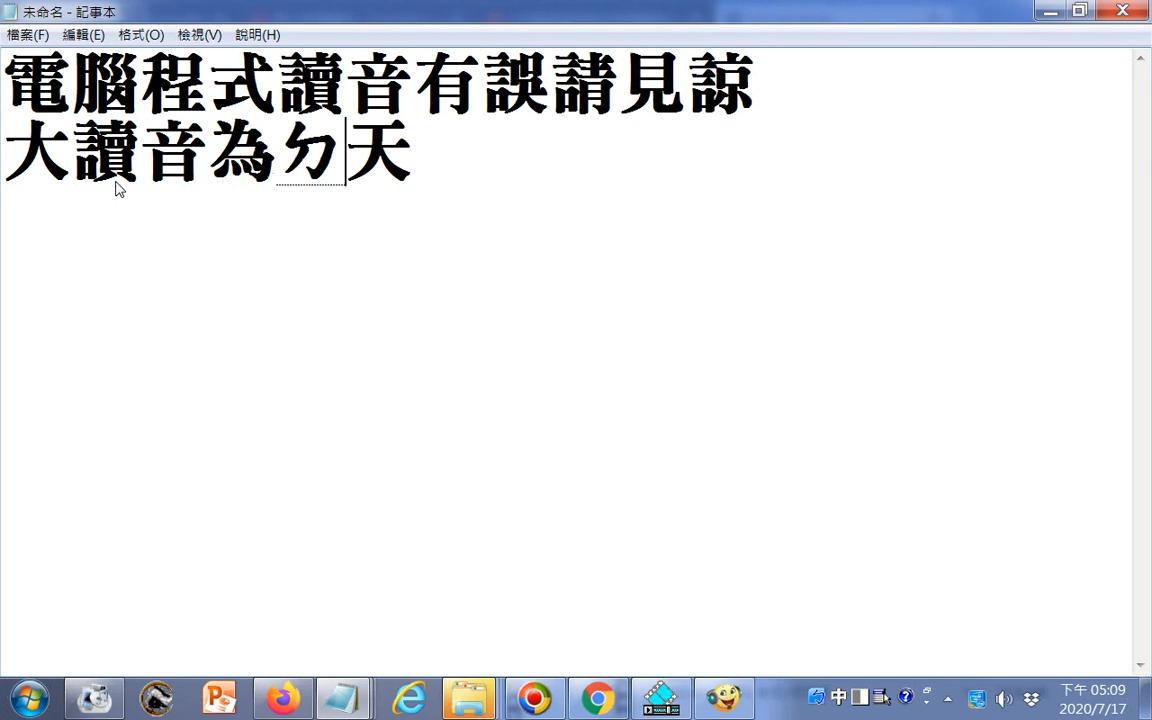 未命名 - 記事本
檔案(F) 編輯(E) 格式(O) 檢視(V) 說明(H)
電腦程式讀音有誤請見諒
大讀音為ㄉ天
中
下午 05:09
2020/7/17